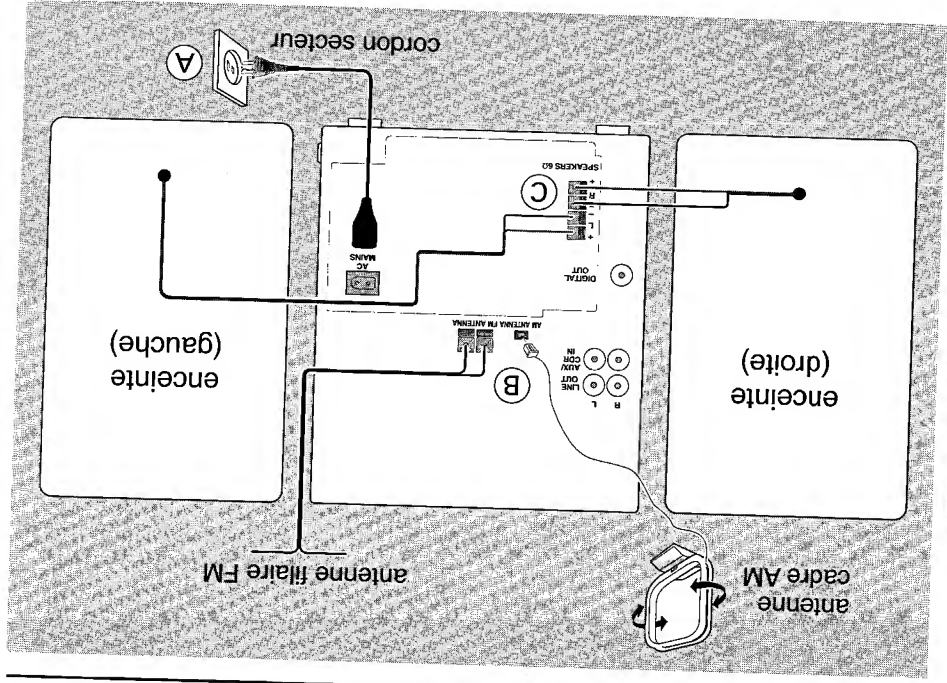 antenne
cadre AM
antenne filaire FM
enceinte
(droite)
R
L
LINE
OUT
AUX/
CDR
IN
B
enceinte
(gauche)
AM ANTENNA
FM ANTENNA
DIGITAL
OUT
AC
MAINS
+
L
-
-
R
+
SPEAKERS 6Ω
C
A
cordon secteur